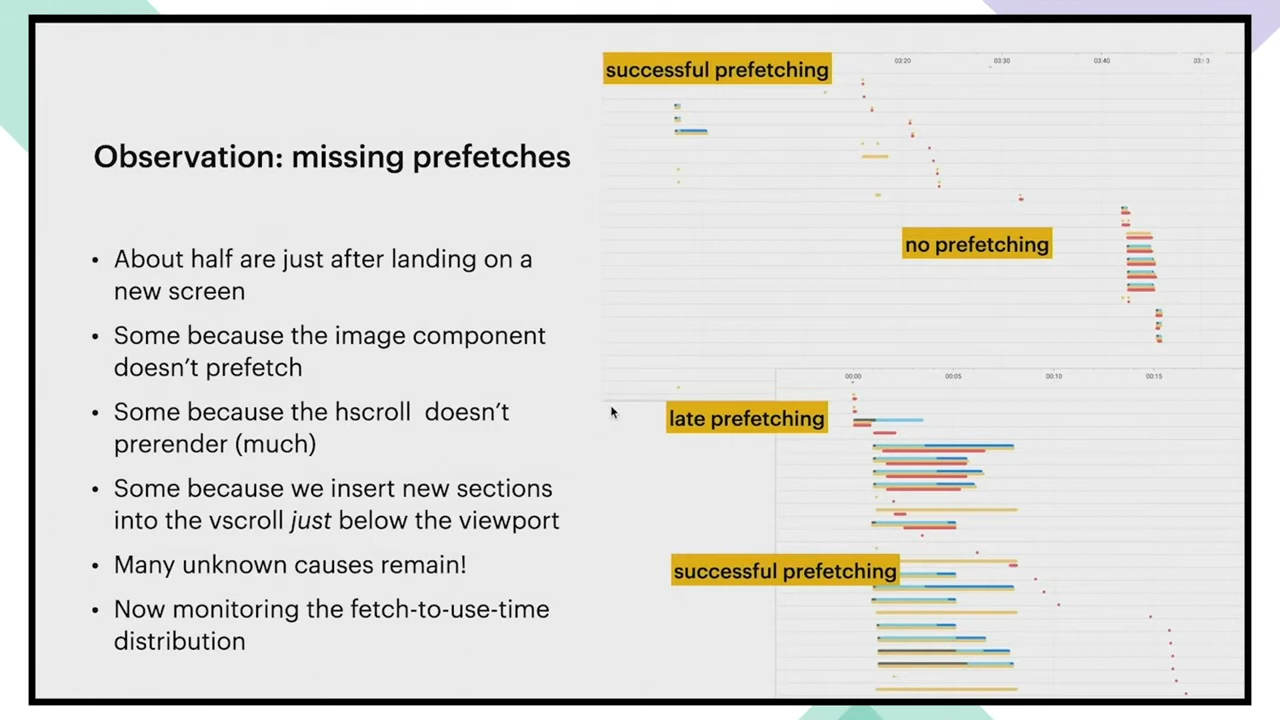 Observation: missing prefetches
• About half are just after landing on a
new screen
• Some because the image component
doesn’t prefetch
• Some because the hscroll doesn’t
prerender (much)
• Some because we insert new sections
into the vscroll just below the viewport
• Many unknown causes remain!
• Now monitoring the fetch-to-use-time
distribution
successful prefetching
03:20 03:30 03:40
no prefetching
00:00 00:05 00:10 00:15
late prefetching
successful prefetching